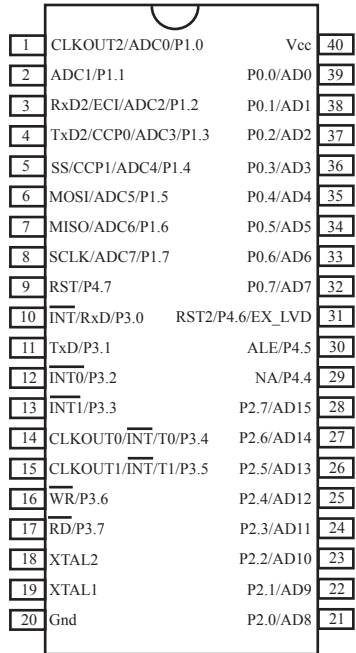 1 CLKOUT2/ADC0/P1.0 Vcc 40
2 ADC1/P1.1 P0.0/AD0 39
3 RxD2/ECI/ADC2/P1.2 P0.1/AD1 38
4 TxD2/CCP0/ADC3/P1.3 P0.2/AD2 37
5 SS/CCP1/ADC4/P1.4 P0.3/AD3 36
6 MOSI/ADC5/P1.5 P0.4/AD4 35
7 MISO/ADC6/P1.6 P0.5/AD5 34
8 SCLK/ADC7/P1.7 P0.6/AD6 33
9 RST/P4.7 P0.7/AD7 32
10 INT/RxD/P3.0 RST2/P4.6/EX_LVD 31
11 TxD/P3.1 ALE/P4.5 30
12 INT0/P3.2 NA/P4.4 29
13 INT1/P3.3 P2.7/AD15 28
14 CLKOUT0/INT/T0/P3.4 P2.6/AD14 27
15 CLKOUT1/INT/T1/P3.5 P2.5/AD13 26
16 WR/P3.6 P2.4/AD12 25
17 RD/P3.7 P2.3/AD11 24
18 XTAL2 P2.2/AD10 23
19 XTAL1 P2.1/AD9 22
20 Gnd P2.0/AD8 21